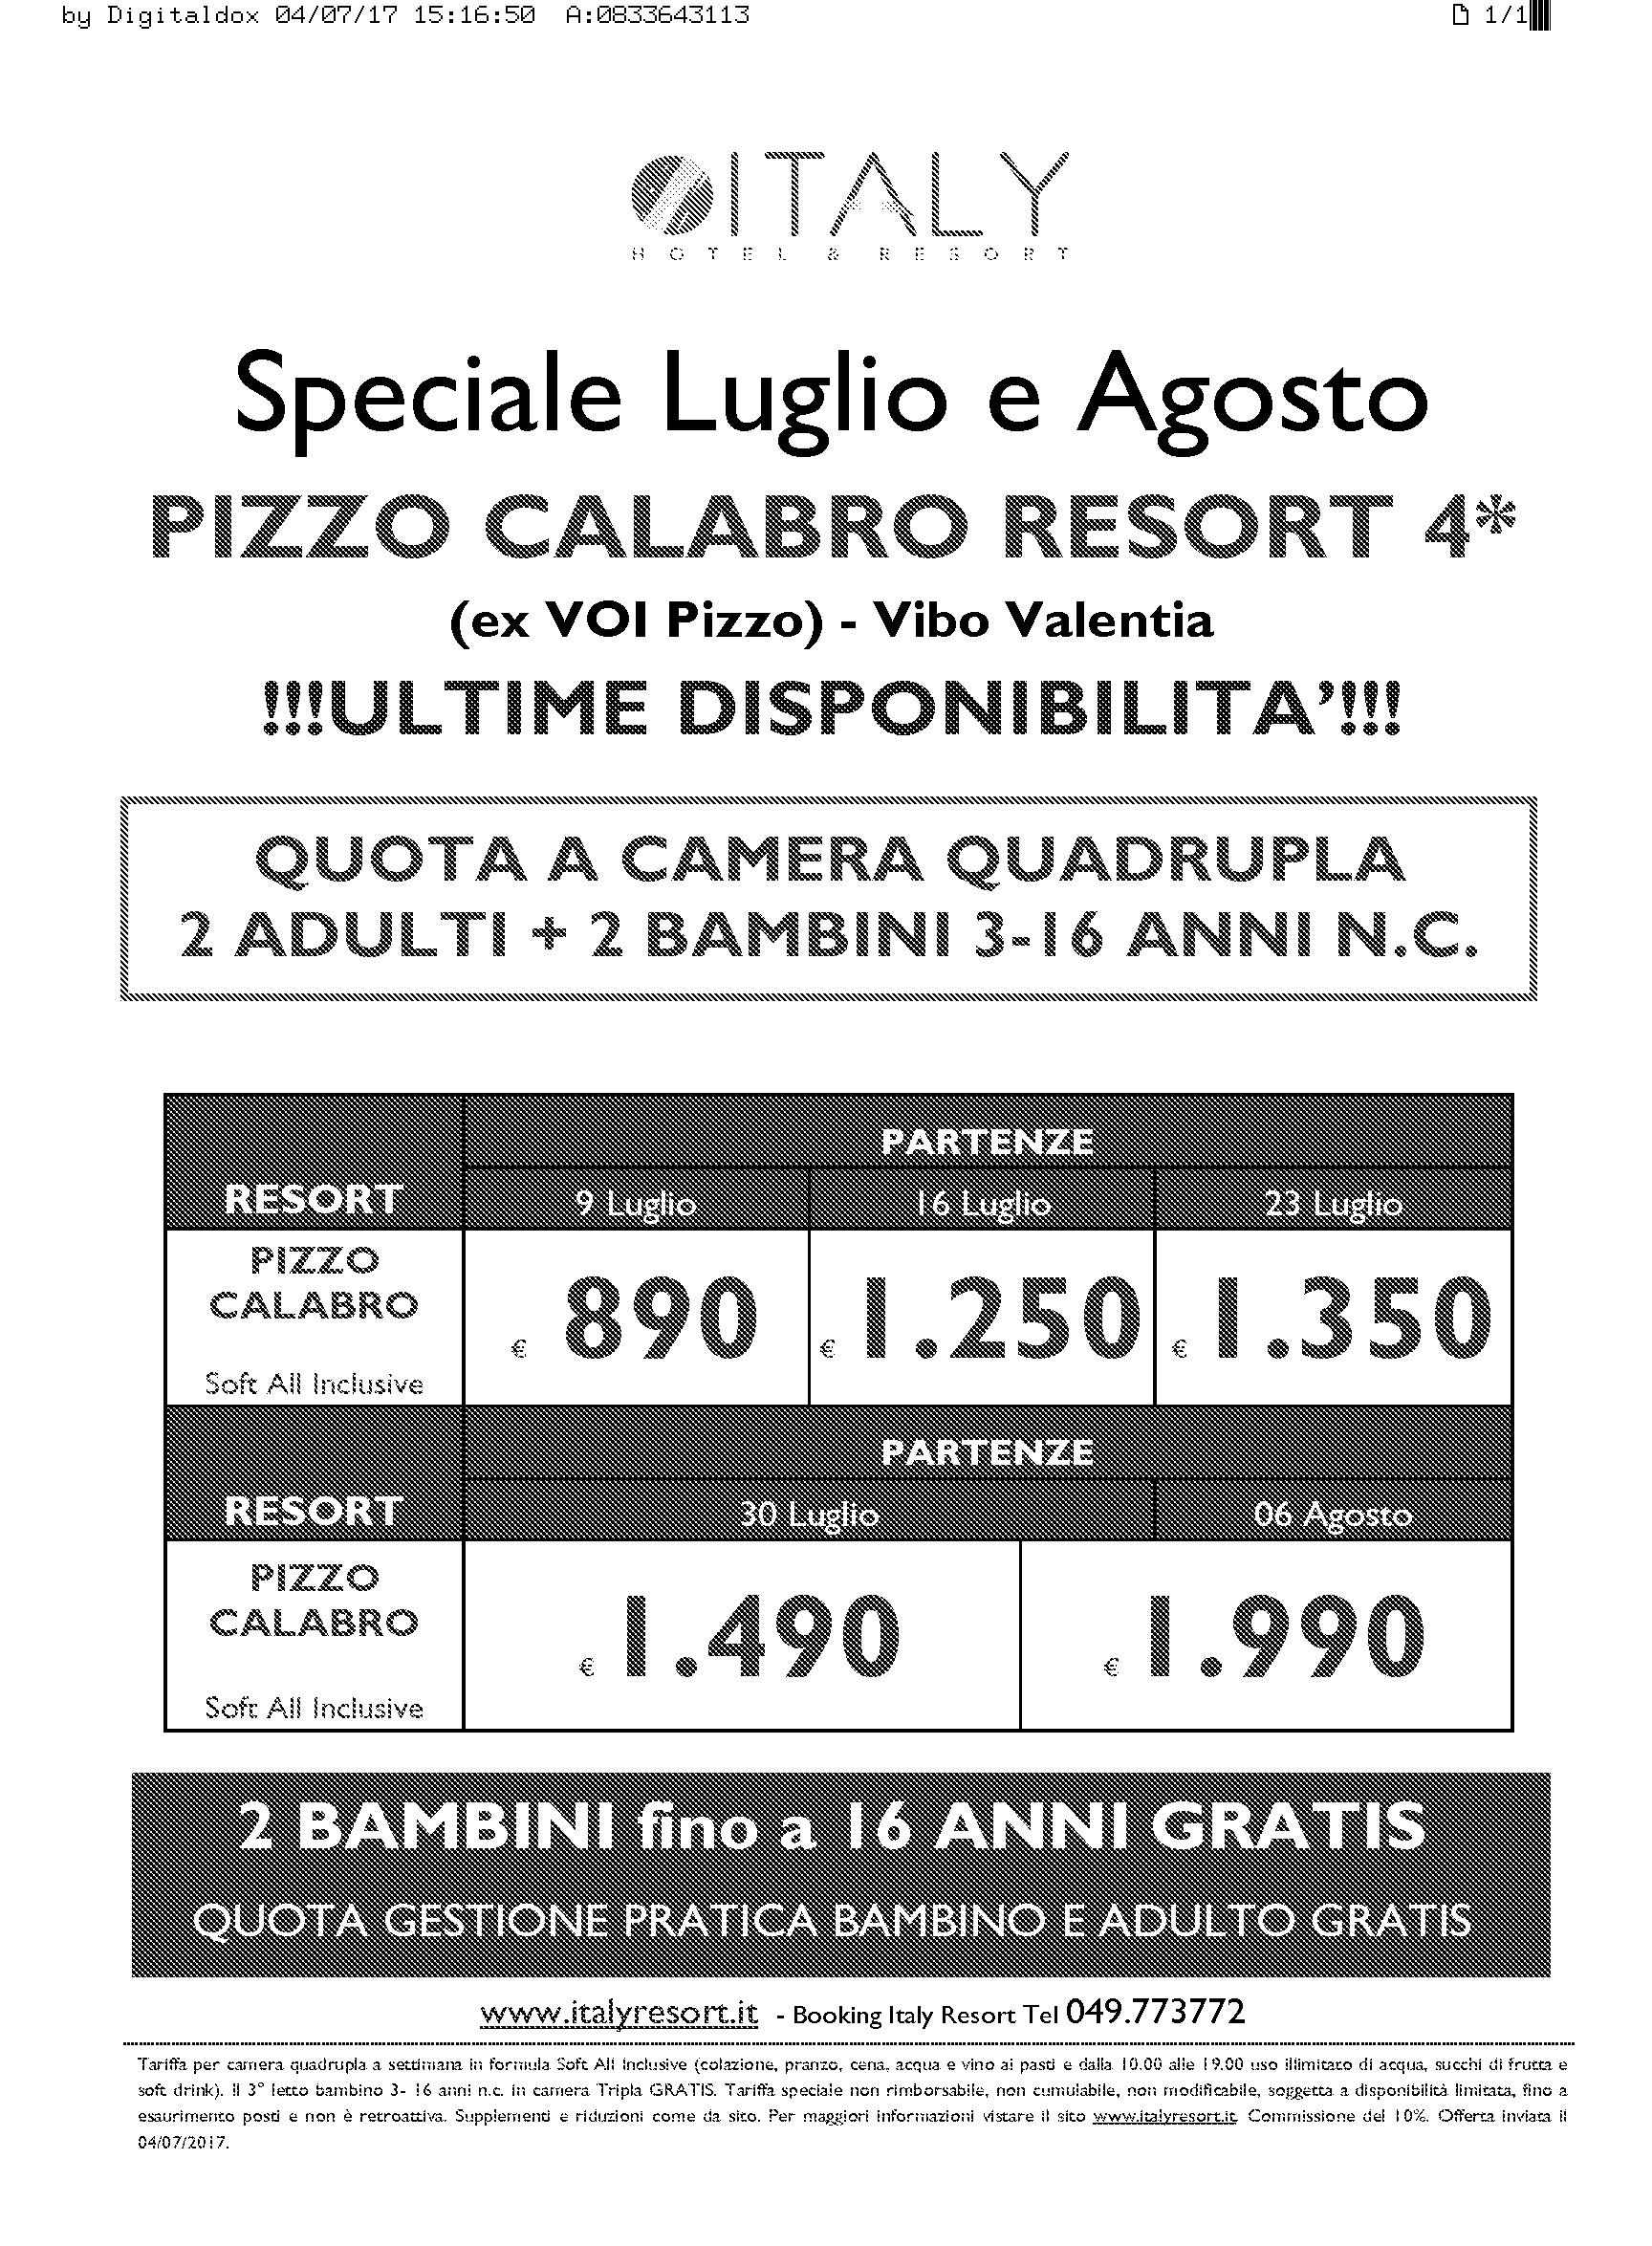 by Digitaldox 04/07/17 15:16:50 A:0833643113 1/1
ITALY
HOTEL & RESORT
Speciale Luglio e Agosto
PIZZO CALABRO RESORT 4*
(ex VOI Pizzo) - Vibo Valentia
!!!ULTIME DISPONIBILITA’!!!
QUOTA A CAMERA QUADRUPLA
2 ADULTI + 2 BAMBINI 3-16 ANNI N.C.
PARTENZE
RESORT 9 Luglio 16 Luglio 23 Luglio
PIZZO
CALABRO
€ 890 € 1.250 € 1.350
Soft All Inclusive
PARTENZE
RESORT 30 Luglio 06 Agosto
PIZZO
CALABRO
€ 1.490 € 1.990
Soft All Inclusive
2 BAMBINI fino a 16 ANNI GRATIS
QUOTA GESTIONE PRATICA BAMBINO E ADULTO GRATIS
www.italyresort.it - Booking Italy Resort Tel 049.773772
Tariffa per camera quadrupla a settimana in formula Soft All Inclusive (colazione, pranzo, cena, acqua e vino ai pasti e dalla 10.00 alle 19.00 uso illimitato di acqua, succhi di frutta e
soft drink). Il 3° letto bambino 3- 16 anni n.c. in camera Tripla GRATIS. Tariffa speciale non rimborsabile, non cumulabile, non modificabile, soggetta a disponibilità limitata, fino a
esaurimento posti e non è retroattiva. Supplementi e riduzioni come da sito. Per maggiori informazioni vistare il sito www.italyresort.it Commissione del 10%. Offerta inviata il
04/07/2017.